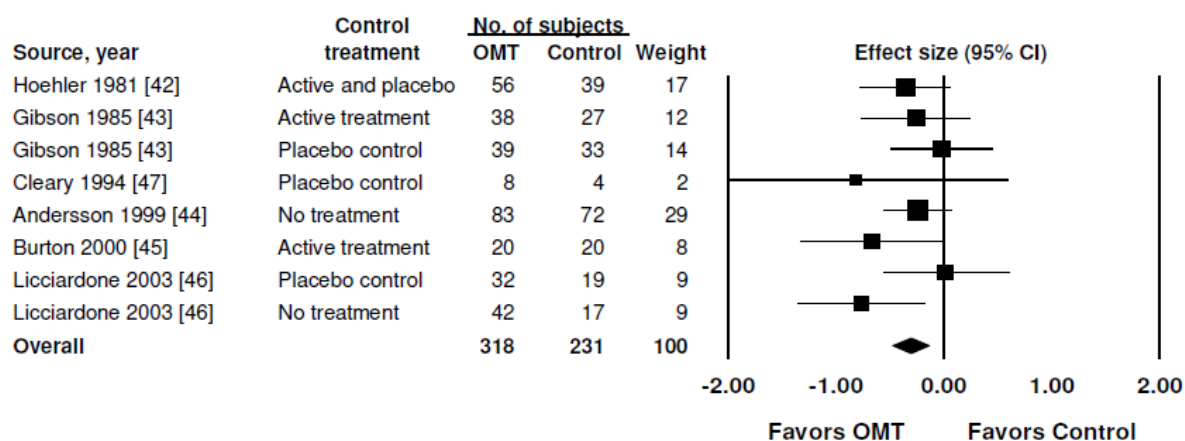 Control No. of subjects
Source, year treatment OMT Control Weight Effect size (95% CI)
Hoehler 1981 [42] Active and placebo 56 39 17
Gibson 1985 [43] Active treatment 38 27 12
Gibson 1985 [43] Placebo control 39 33 14
Cleary 1994 [47] Placebo control 8 4 2
Andersson 1999 [44] No treatment 83 72 29
Burton 2000 [45] Active treatment 20 20 8
Licciardone 2003 [46] Placebo control 32 19 9
Licciardone 2003 [46] No treatment 42 17 9
Overall 318 231 100
-2.00 -1.00 0.00 1.00 2.00
Favors OMT Favors Control